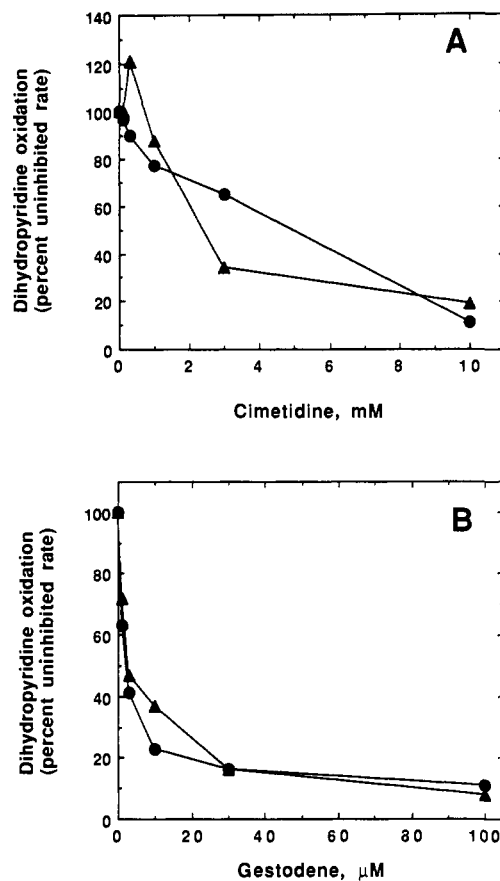 A
Dihydropyridine oxidation
(percent uninhibited rate)
140
120
100
80
60
40
20
0
0 2 4 6 8 10
Cimetidine, mM
B
Dihydropyridine oxidation
(percent uninhibited rate)
100
80
60
40
20
0
0 20 40 60 80 100
Gestodene, μM